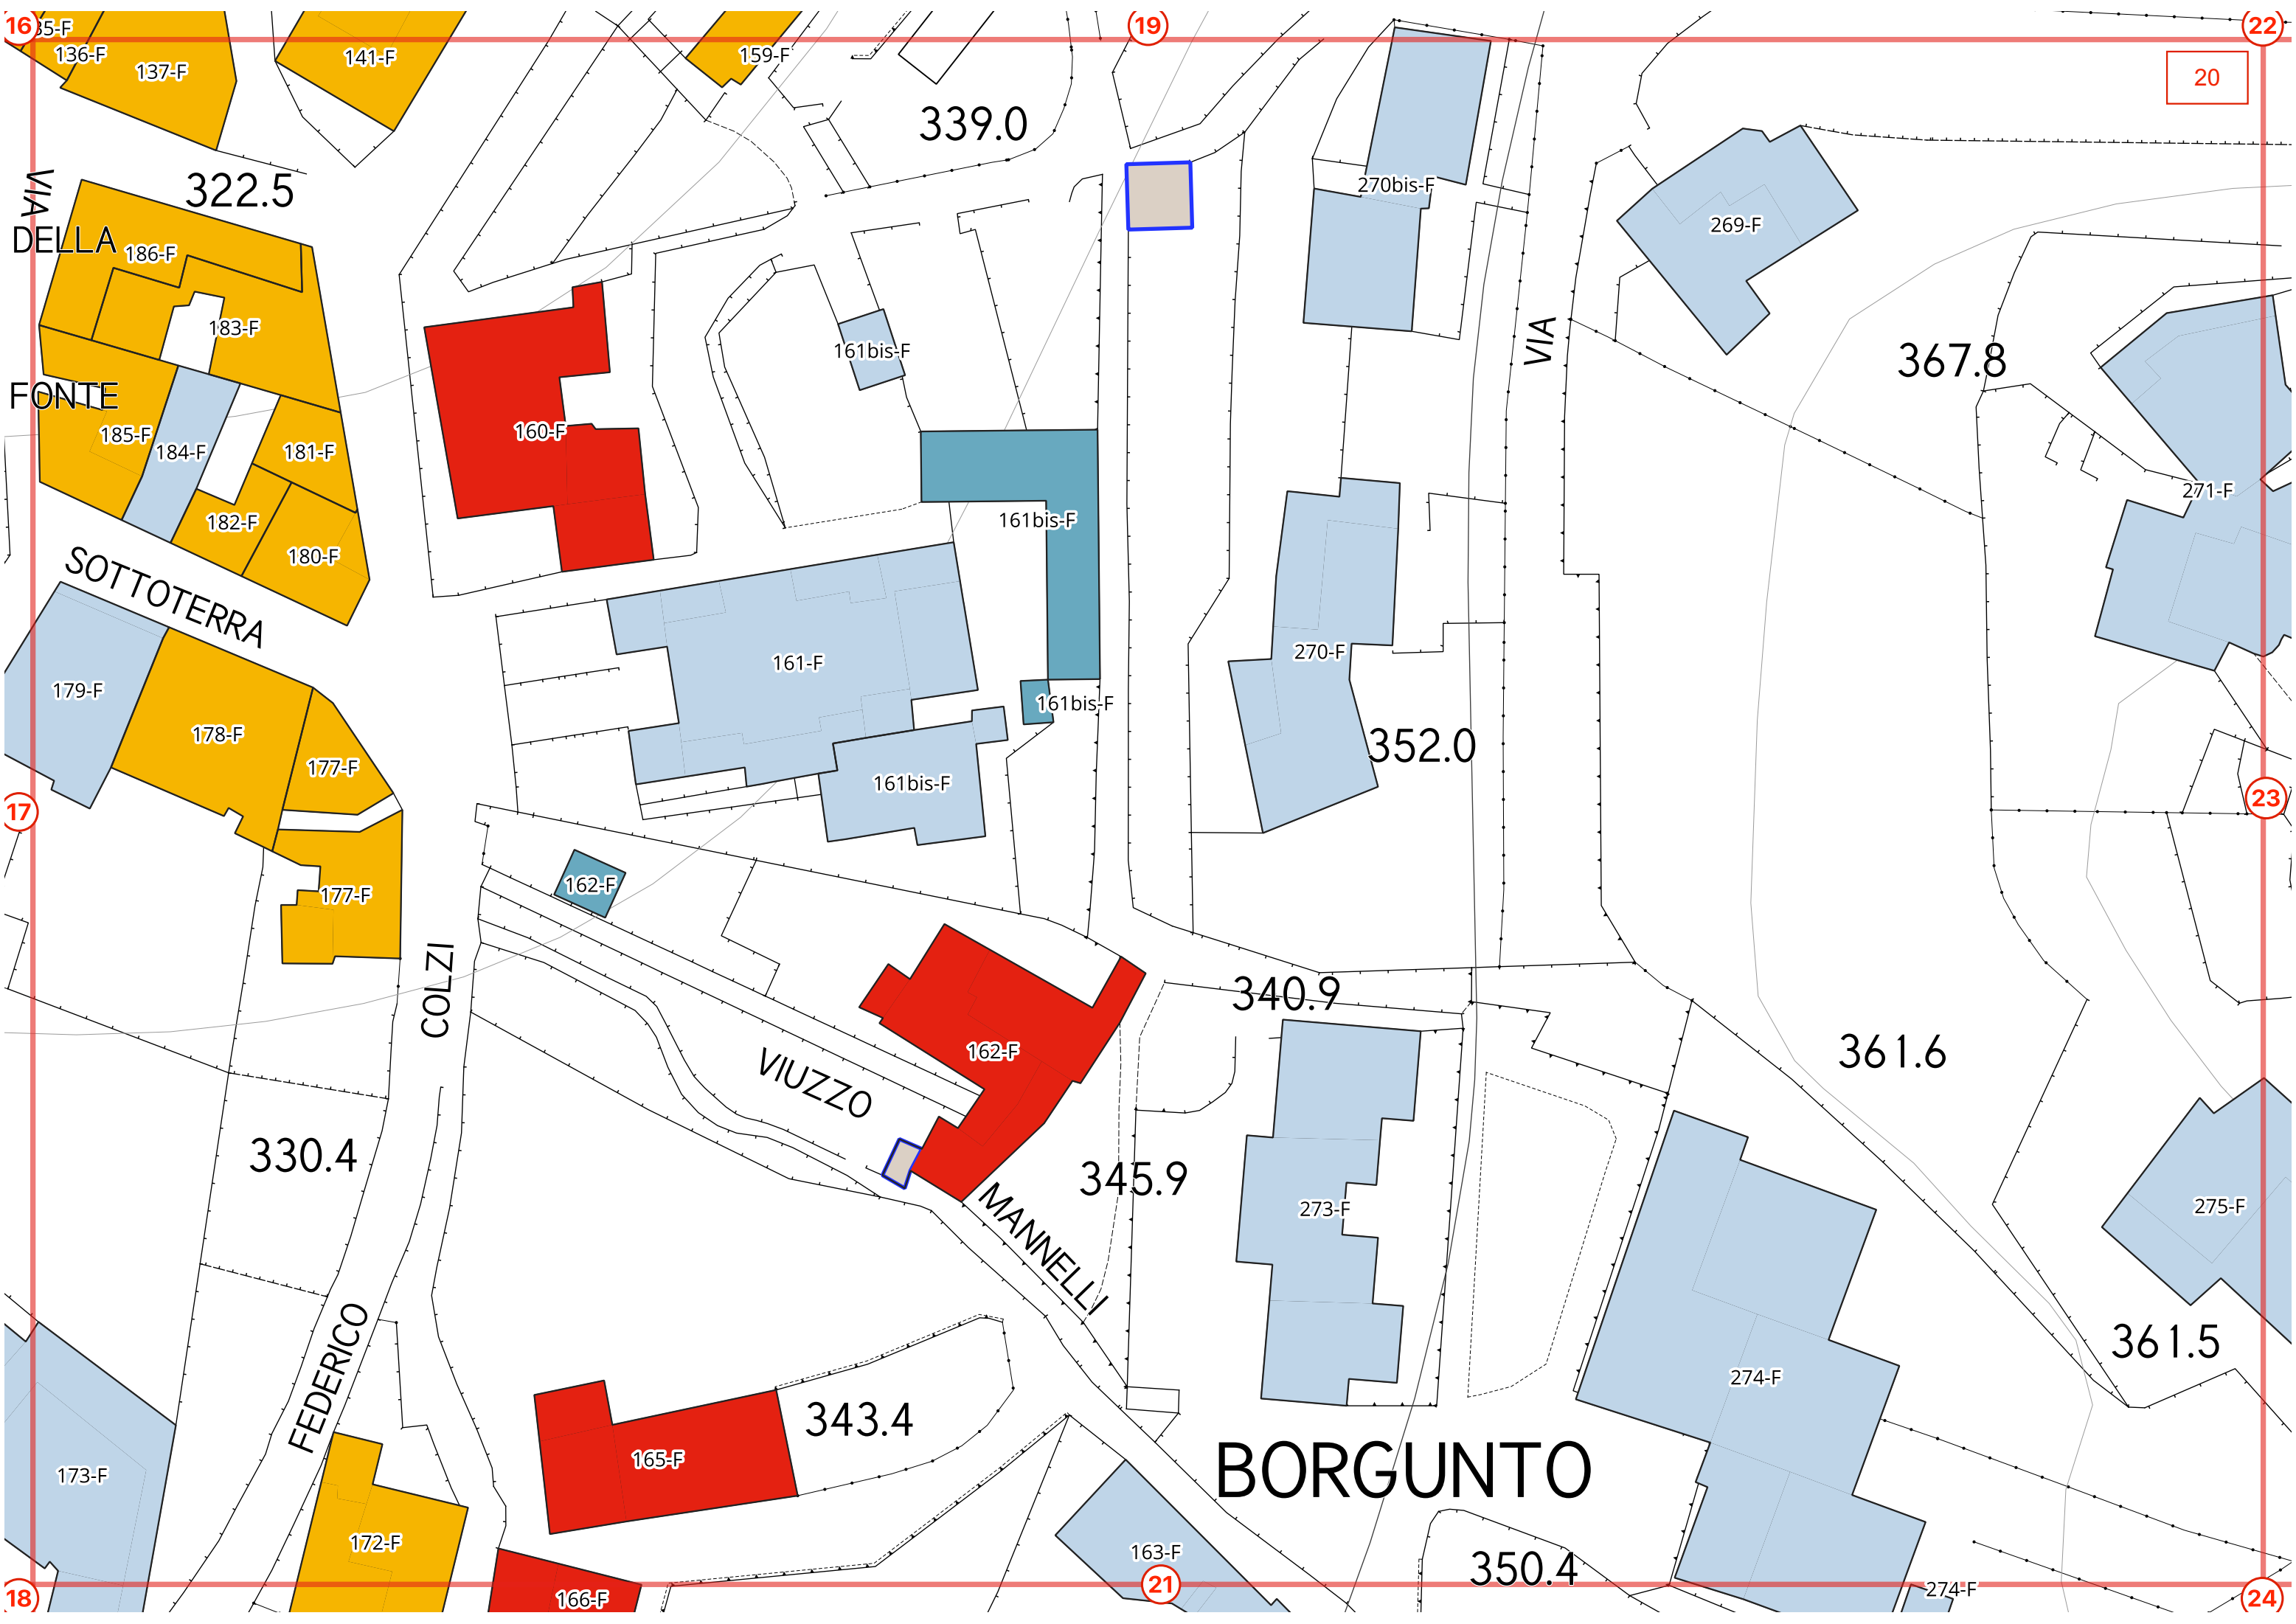 16
19
22
35-F
136-F
137-F
141-F
159-F
20
339.0
322.5
VIA
DELLA
FONTE
SOTTOTERRA
186-F
183-F
185-F
184-F
181-F
182-F
180-F
160-F
161bis-F
161bis-F
161bis-F
161-F
161bis-F
270bis-F
269-F
VIA
367.8
271-F
270-F
352.0
179-F
178-F
177-F
177-F
17
23
162-F
COLZI
FEDERICO
162-F
VIUZZO
MANNELLI
340.9
361.6
330.4
345.9
273-F
275-F
361.5
274-F
343.4
165-F
173-F
172-F
BORGUNTO
163-F
350.4
274-F
166-F
18
21
24